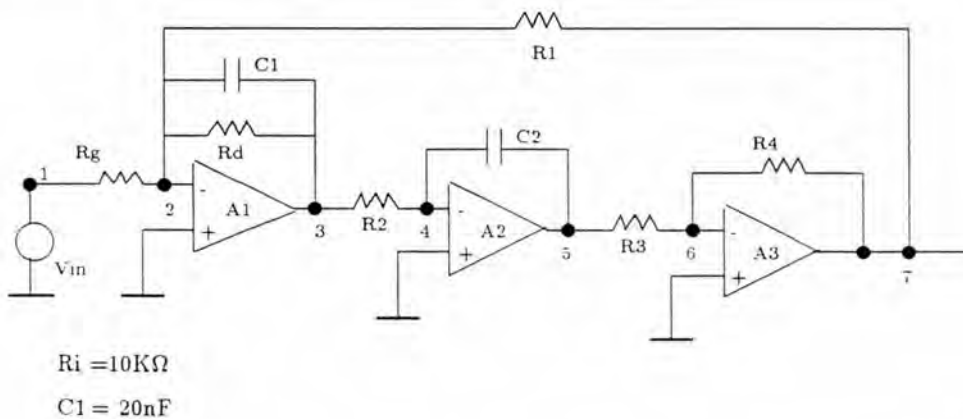 R1
C1
Rd
C2
R4
Rg
1
-
2
A1
+
3
R2
4
-
A2
+
5
R3
6
-
A3
+
7
Vin
Ri =10KΩ
C1 = 20nF